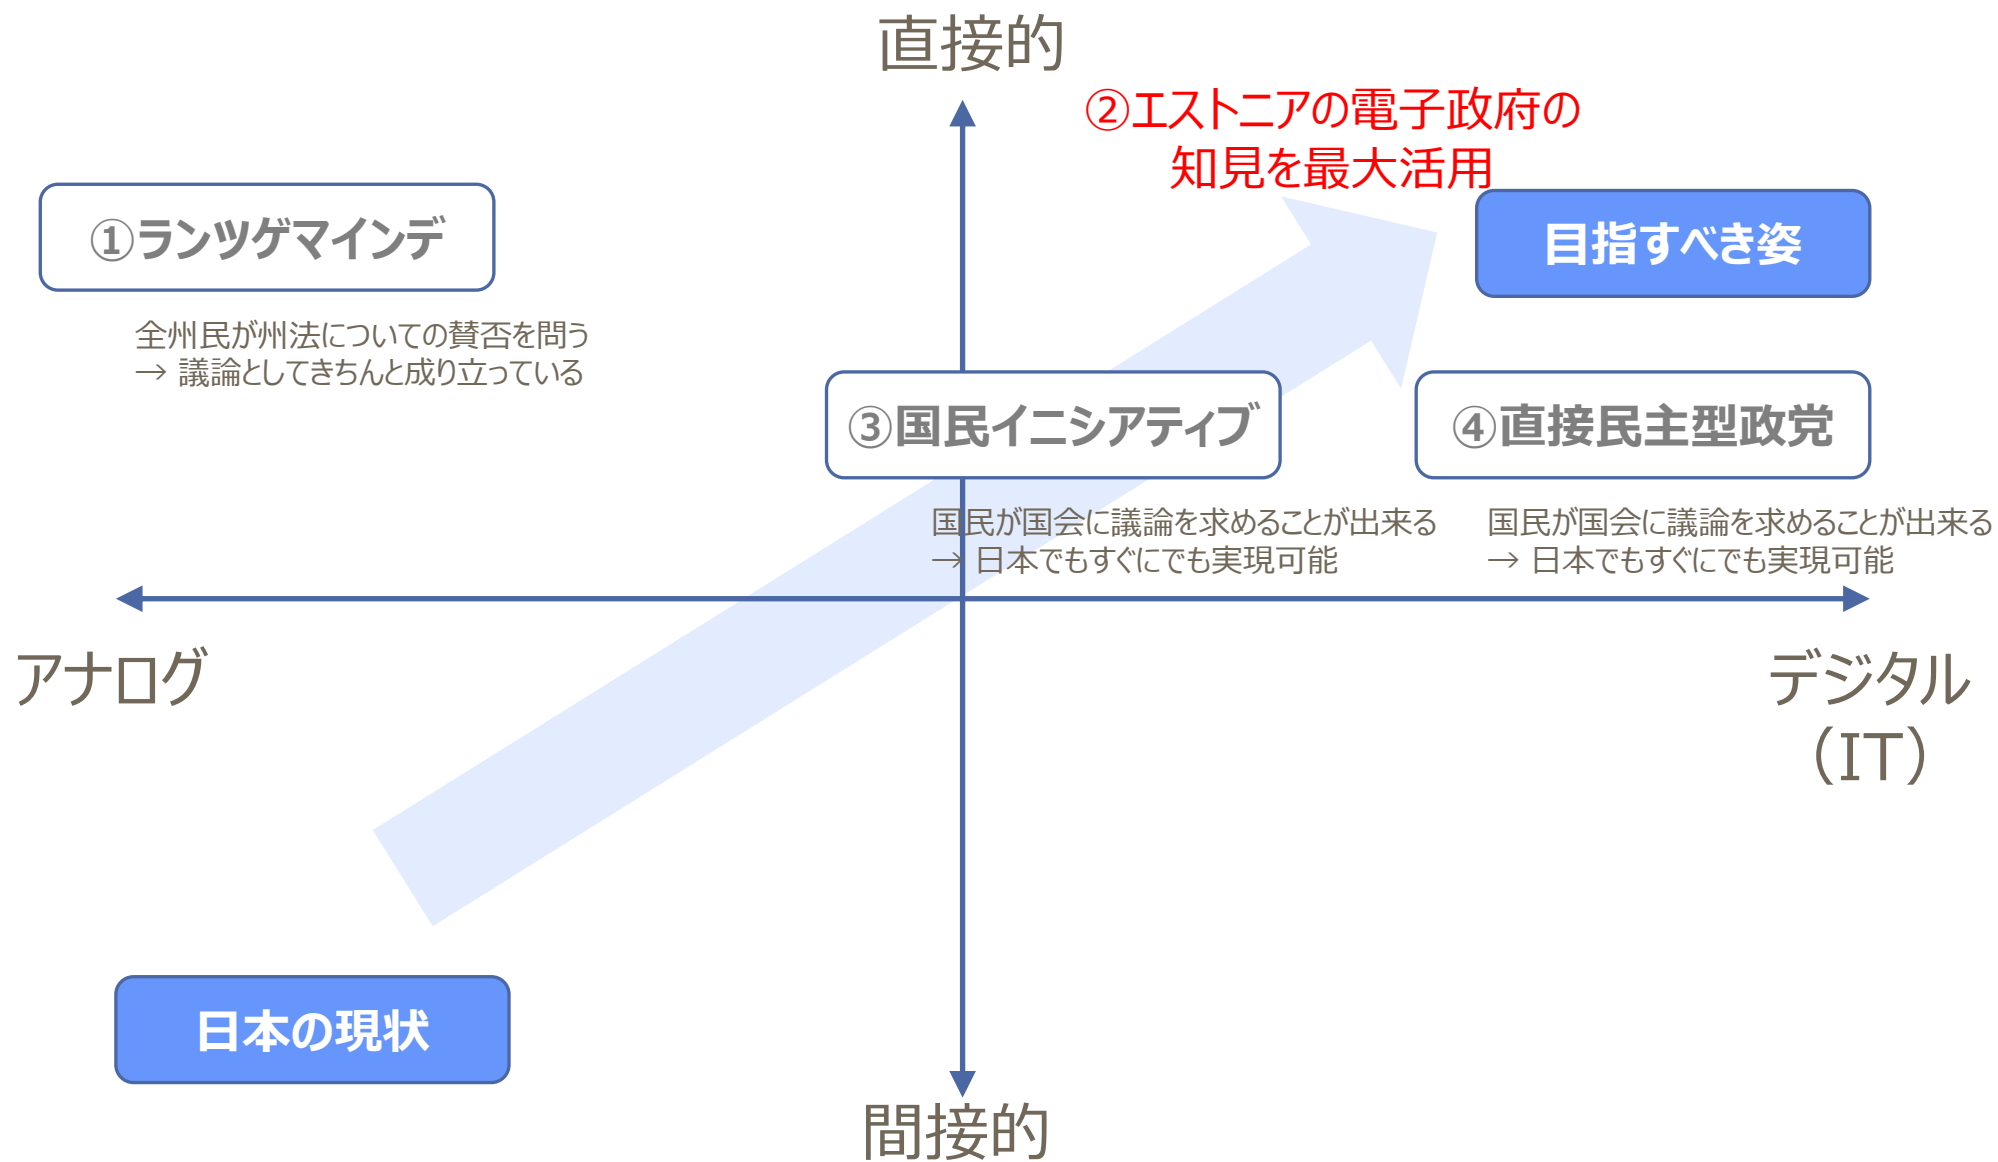 直接的
②エストニアの電子政府の
知見を最大活用
①ランツゲマインデ
目指すべき姿
全州民が州法についての賛否を問う
→ 議論としてきちんと成り立っている
③国民イニシアティブ
④直接民主型政党
国民が国会に議論を求めることが出来る
→ 日本でもすぐにでも実現可能
国民が国会に議論を求めることが出来る
→ 日本でもすぐにでも実現可能
アナログ
デジタル
（IT）
日本の現状
間接的